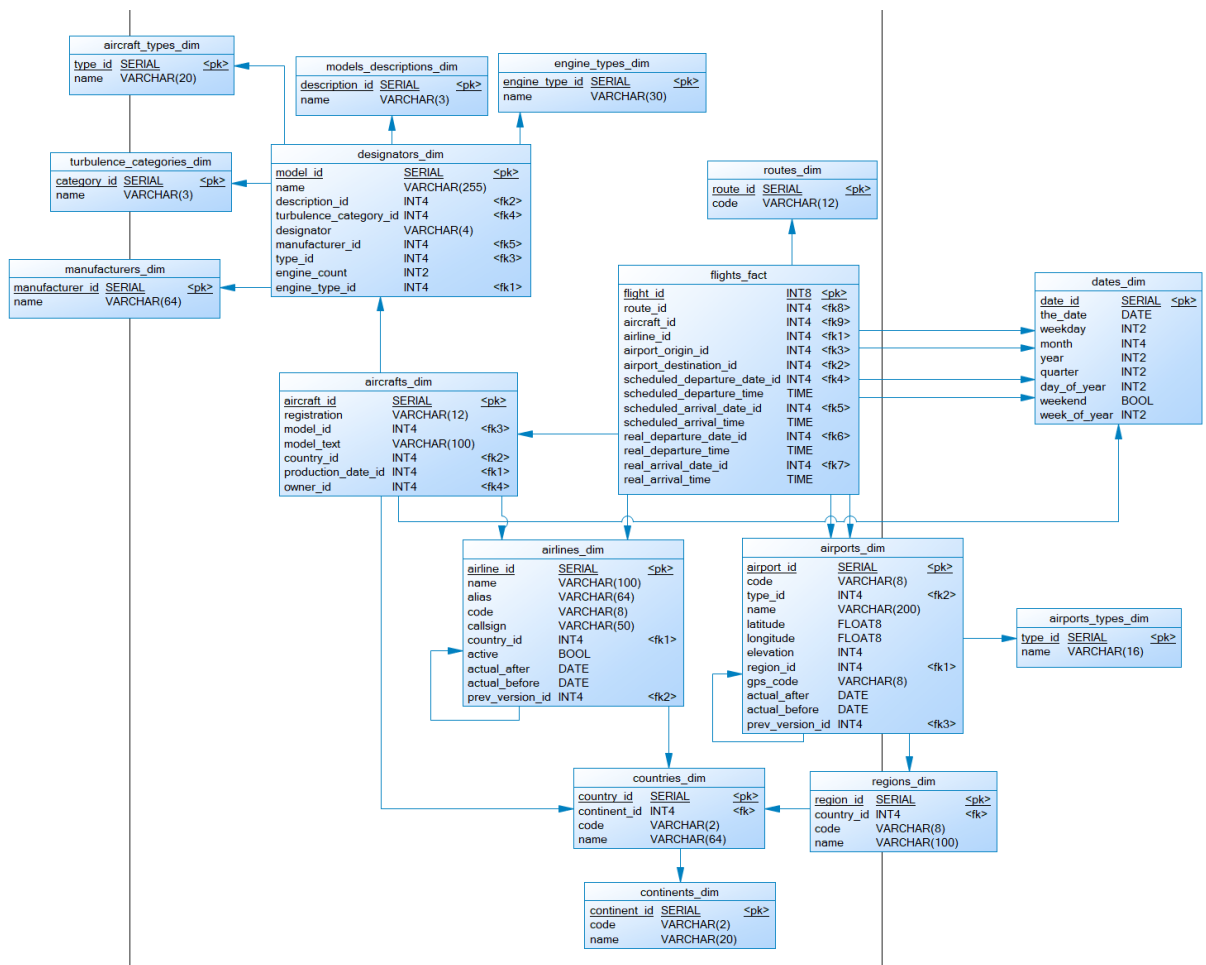 aircraft_types_dim
type_id SERIAL <pk>
name VARCHAR(20)
models_descriptions_dim
description_id SERIAL <pk>
name VARCHAR(3)
engine_types_dim
engine_type_id SERIAL <pk>
name VARCHAR(30)
turbulence_categories_dim
category_id SERIAL <pk>
name VARCHAR(3)
designators_dim
model_id SERIAL <pk>
name VARCHAR(255)
description_id INT4 <fk2>
turbulence_category_id INT4 <fk4>
designator VARCHAR(4)
manufacturer_id INT4 <fk5>
type_id INT4 <fk3>
engine_count INT2
engine_type_id INT4 <fk1>
routes_dim
route_id SERIAL <pk>
code VARCHAR(12)
manufacturers_dim
manufacturer_id SERIAL <pk>
name VARCHAR(64)
flights_fact
flight_id INT8 <pk>
route_id INT4 <fk8>
aircraft_id INT4 <fk9>
airline_id INT4 <fk1>
airport_origin_id INT4 <fk3>
airport_destination_id INT4 <fk2>
scheduled_departure_date_id INT4 <fk4>
scheduled_departure_time TIME
scheduled_arrival_date_id INT4 <fk5>
scheduled_arrival_time TIME
real_departure_date_id INT4 <fk6>
real_departure_time TIME
real_arrival_date_id INT4 <fk7>
real_arrival_time TIME
dates_dim
date_id SERIAL <pk>
the_date DATE
weekday INT2
month INT4
year INT2
quarter INT2
day_of_year INT2
weekend BOOL
week_of_year INT2
aircrafts_dim
aircraft_id SERIAL <pk>
registration VARCHAR(12)
model_id INT4 <fk3>
model_text VARCHAR(100)
country_id INT4 <fk2>
production_date_id INT4 <fk1>
owner_id INT4 <fk4>
airlines_dim
airline_id SERIAL <pk>
name VARCHAR(100)
alias VARCHAR(64)
code VARCHAR(8)
callsign VARCHAR(50)
country_id INT4 <fk1>
active BOOL
actual_after DATE
actual_before DATE
prev_version_id INT4 <fk2>
airports_dim
airport_id SERIAL <pk>
code VARCHAR(8)
type_id INT4 <fk2>
name VARCHAR(200)
latitude FLOAT8
longitude FLOAT8
elevation INT4
region_id INT4 <fk1>
gps_code VARCHAR(8)
actual_after DATE
actual_before DATE
prev_version_id INT4 <fk3>
airports_types_dim
type_id SERIAL <pk>
name VARCHAR(16)
countries_dim
country_id SERIAL <pk>
continent_id INT4 <fk>
code VARCHAR(2)
name VARCHAR(64)
regions_dim
region_id SERIAL <pk>
country_id INT4 <fk>
code VARCHAR(8)
name VARCHAR(100)
continents_dim
continent_id SERIAL <pk>
code VARCHAR(2)
name VARCHAR(20)